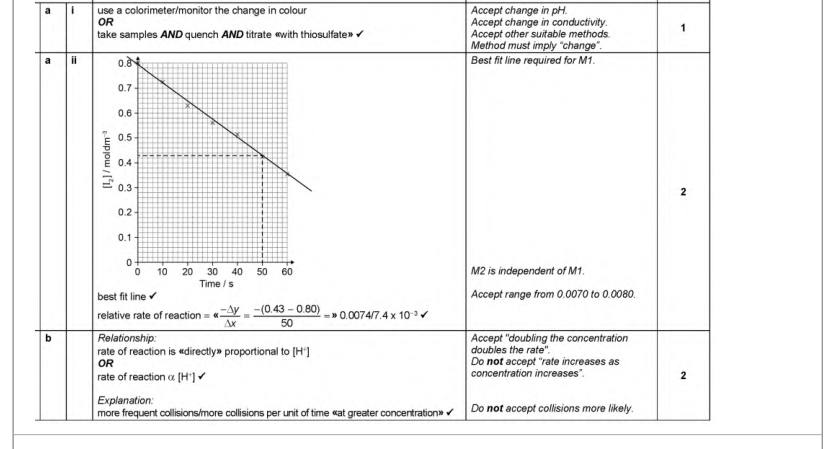 a i use a colorimeter/monitor the change in colour Accept change in pH.
OR Accept change in conductivity.
take samples AND quench AND titrate «with thiosulfate» ✓ Accept other suitable methods. 1
Method must imply "change".
a ii Best fit line required for M1.
0.8
0.7
0.6
0.5
0.4
0.3
0.2
0.1
0
[I₂] / mol dm⁻³
0 10 20 30 40 50 60
Time / s
2
M2 is independent of M1.
best fit line ✓ Accept range from 0.0070 to 0.0080.
relative rate of reaction = «−Δy/Δx = −(0.43 − 0.80)/50 =» 0.0074/7.4 x 10⁻³ ✓
b Relationship: Accept "doubling the concentration
rate of reaction is «directly» proportional to [H⁺] doubles the rate".
OR Do not accept "rate increases as
rate of reaction α [H⁺] ✓ concentration increases". 2
Explanation:
more frequent collisions/more collisions per unit of time «at greater concentration» ✓ Do not accept collisions more likely.